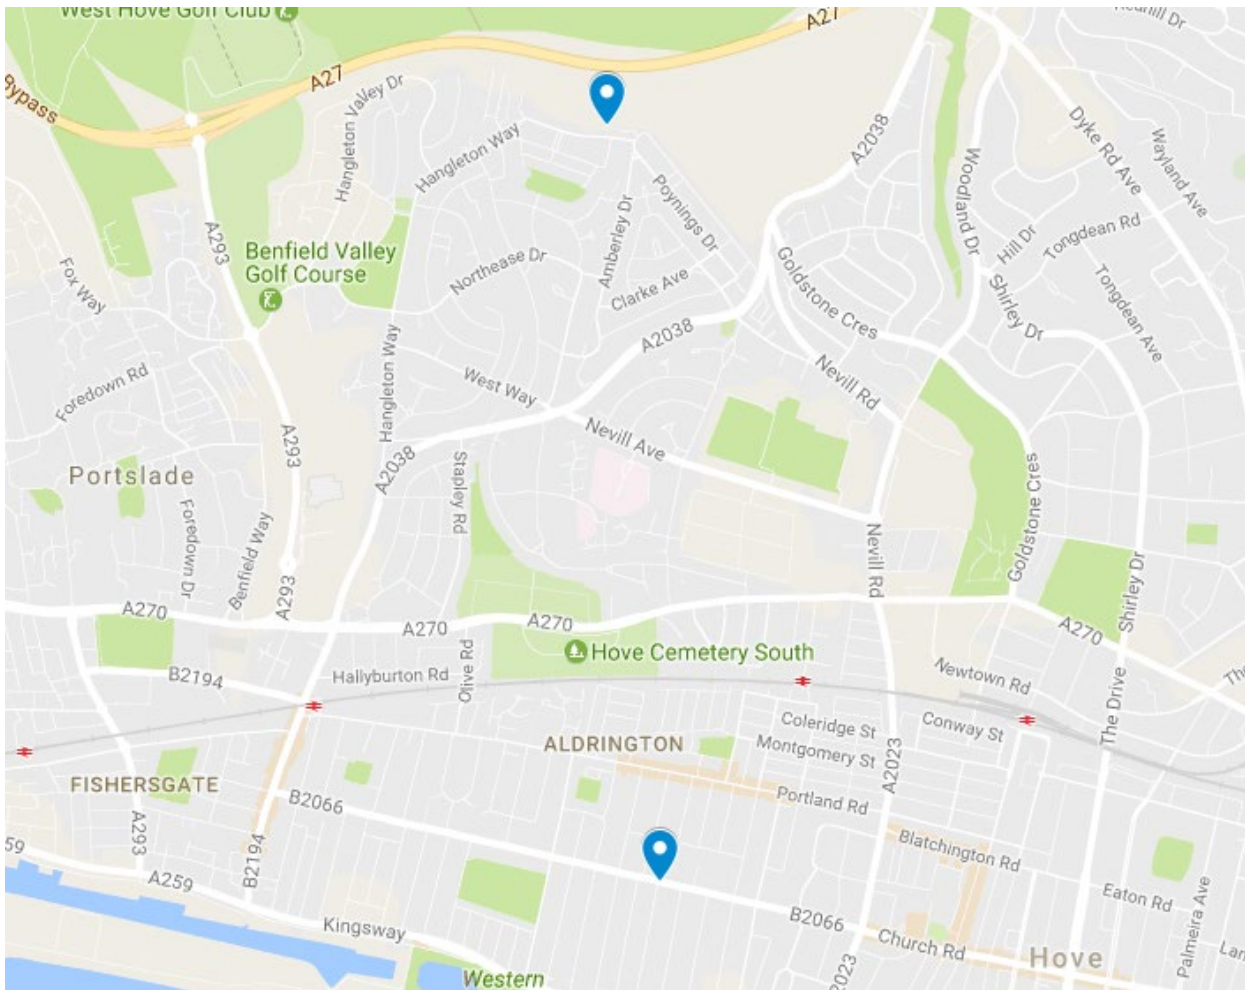 West Hove Golf Club
A27
A27
Bypass
Hangleton Valley Dr
Hangleton Way
A2038
Dyke Rd Ave
Wayland Ave
Woodland Dr
Poynings Dr
Amberley Dr
A293
Benfield Valley
Golf Course
Northease Dr
Clarke Ave
Goldstone Cres
Hill Dr
Tongdean Rd
Tongdean Ave
Shirley Dr
Fox Way
A2038
Hangleton Way
West Way
Nevill Rd
Foredown Rd
Nevill Ave
A293
Portslade
A2038
Stapley Rd
Goldstone Cres
Foredown Dr
Benfield Way
Nevill Rd
Shirley Dr
A293
A270
A270
A270
A270
Hove Cemetery South
B2194
Hallyburton Rd
Olive Rd
Newtown Rd
The Drive
Coleridge St
Conway St
ALDRINGTON
Montgomery St
A2023
FISHERSGATE
B2066
Portland Rd
A293
B2194
Blatchington Rd
59
A259
Eaton Rd
Palmeira Ave
Kingsway
B2066
Church Rd
Hove
2023
Western